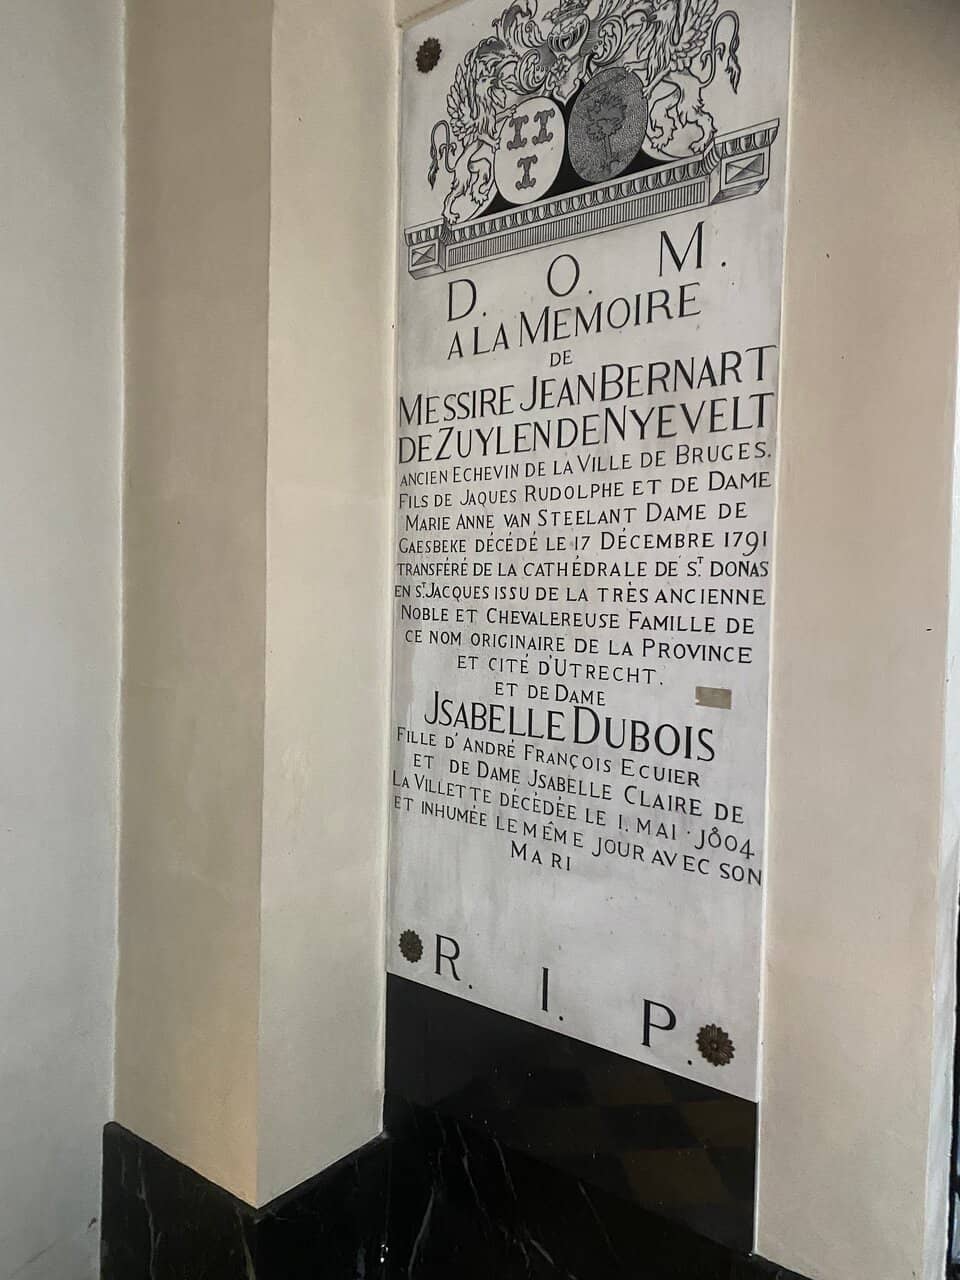 D. O. M.
A LA MEMOIRE
DE
MESSIRE JEAN BERNART
DE ZUYLEN DE NYEVELT
ANCIEN ECHEVIN DE LA VILLE DE BRUGES.
FILS DE JAQUES RUDOLPHE ET DE DAME
MARIE ANNE VAN STEELANT DAME DE
GAESBEKE DÉCÉDÉ LE 17 DÉCEMBRE 1791
TRANSFÉRÉ DE LA CATHÉDRALE DE S.T DONAS
EN S.T JACQUES ISSU DE LA TRÈS ANCIENNE
NOBLE ET CHEVALEREUSE FAMILLE DE
CE NOM ORIGINAIRE DE LA PROVINCE
ET CITÉ D'UTRECHT.
ET DE DAME
JSABELLE DUBOIS
FILLE D'ANDRÉ FRANÇOIS ECUIER
ET DE DAME JSABELLE CLAIRE DE
LA VILLETTE DÉCÉDÉE LE 1. MAI · J804
ET INHUMÉE LE MÊME JOUR AVEC SON
MARI
R. I. P.